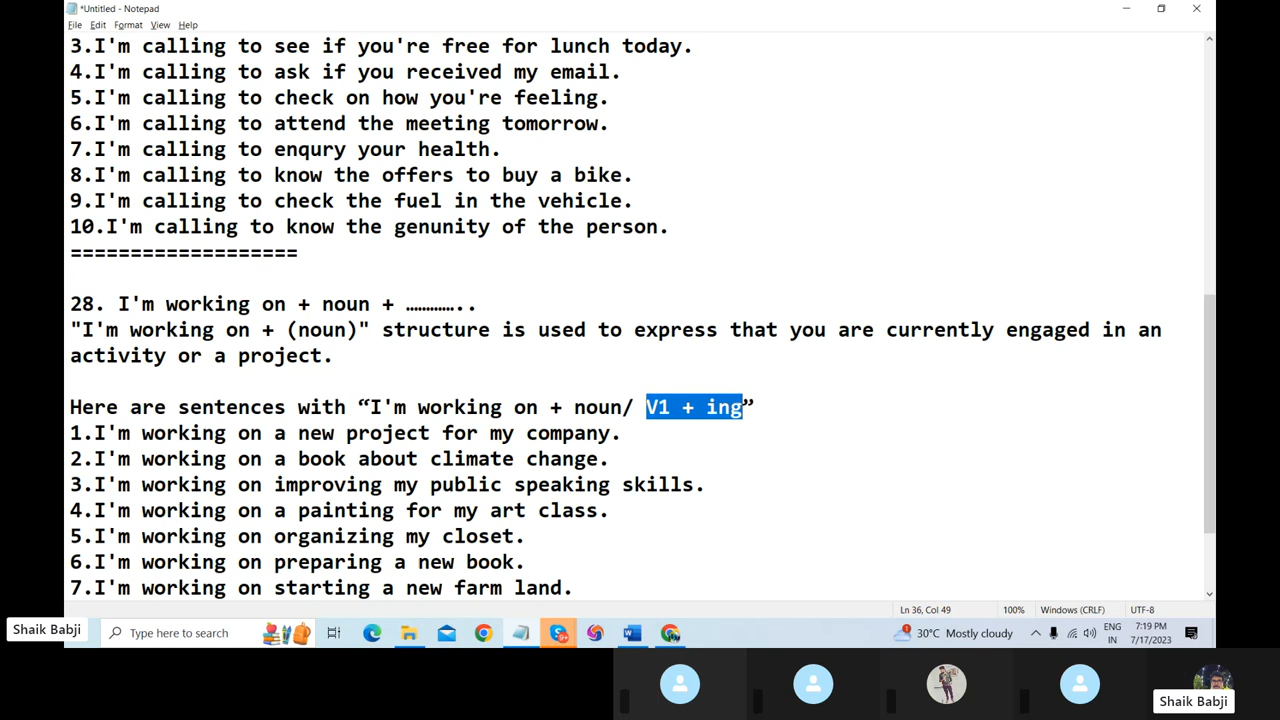 *Untitled - Notepad
File Edit Format View Help
3.I'm calling to see if you're free for lunch today.
4.I'm calling to ask if you received my email.
5.I'm calling to check on how you're feeling.
6.I'm calling to attend the meeting tomorrow.
7.I'm calling to enqury your health.
8.I'm calling to know the offers to buy a bike.
9.I'm calling to check the fuel in the vehicle.
10.I'm calling to know the genunity of the person.
===================
28. I'm working on + noun + …………..
"I'm working on + (noun)" structure is used to express that you are currently engaged in an
activity or a project.
Here are sentences with “I'm working on + noun/ V1 + ing”
1.I'm working on a new project for my company.
2.I'm working on a book about climate change.
3.I'm working on improving my public speaking skills.
4.I'm working on a painting for my art class.
5.I'm working on organizing my closet.
6.I'm working on preparing a new book.
7.I'm working on starting a new farm land.
Ln 36, Col 49 100% Windows (CRLF) UTF-8
Shaik Babji
Type here to search
30°C Mostly cloudy
ENG
IN
7:19 PM
7/17/2023
Shaik Babji